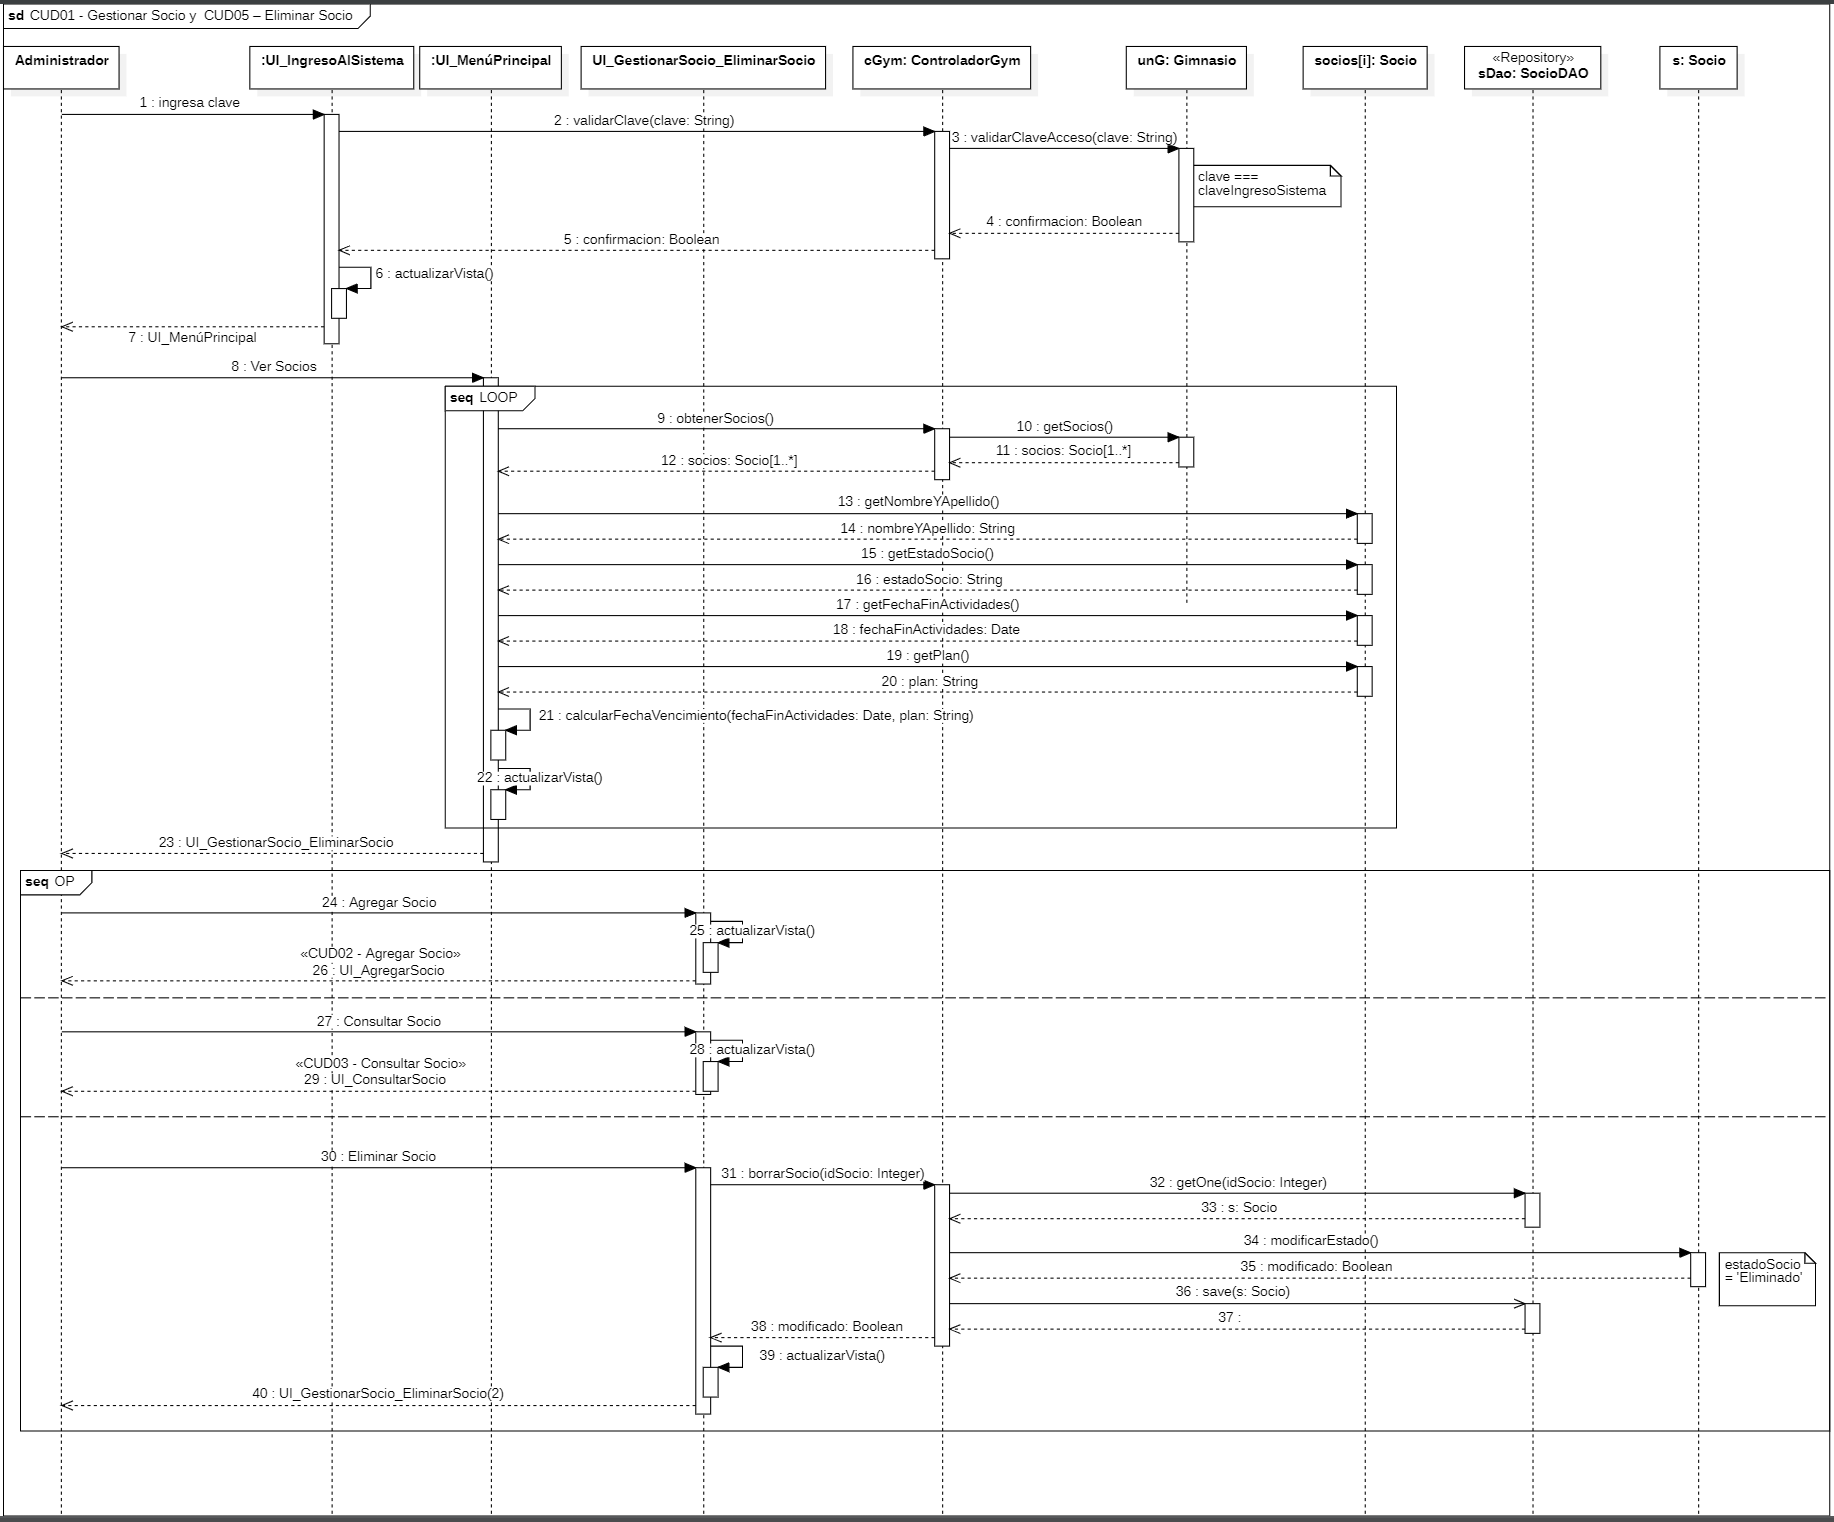 sd CUD01 - Gestionar Socio y  CUD05 – Eliminar Socio
Administrador
:UI_IngresoAlSistema
:UI_MenúPrincipal
UI_GestionarSocio_EliminarSocio
cGym: ControladorGym
unG: Gimnasio
socios[i]: Socio
«Repository»
sDao: SocioDAO
s: Socio
1 : ingresa clave
2 : validarClave(clave: String)
3 : validarClaveAcceso(clave: String)
clave ===
claveIngresoSistema
4 : confirmacion: Boolean
5 : confirmacion: Boolean
6 : actualizarVista()
7 : UI_MenúPrincipal
8 : Ver Socios
seq LOOP
9 : obtenerSocios()
10 : getSocios()
11 : socios: Socio[1..*]
12 : socios: Socio[1..*]
13 : getNombreYApellido()
14 : nombreYApellido: String
15 : getEstadoSocio()
16 : estadoSocio: String
17 : getFechaFinActividades()
18 : fechaFinActividades: Date
19 : getPlan()
20 : plan: String
21 : calcularFechaVencimiento(fechaFinActividades: Date, plan: String)
22 : actualizarVista()
23 : UI_GestionarSocio_EliminarSocio
seq OP
24 : Agregar Socio
25 : actualizarVista()
«CUD02 - Agregar Socio»
26 : UI_AgregarSocio
27 : Consultar Socio
28 : actualizarVista()
«CUD03 - Consultar Socio»
29 : UI_ConsultarSocio
30 : Eliminar Socio
31 : borrarSocio(idSocio: Integer)
32 : getOne(idSocio: Integer)
33 : s: Socio
34 : modificarEstado()
estadoSocio
= 'Eliminado'
35 : modificado: Boolean
36 : save(s: Socio)
37 :
38 : modificado: Boolean
39 : actualizarVista()
40 : UI_GestionarSocio_EliminarSocio(2)